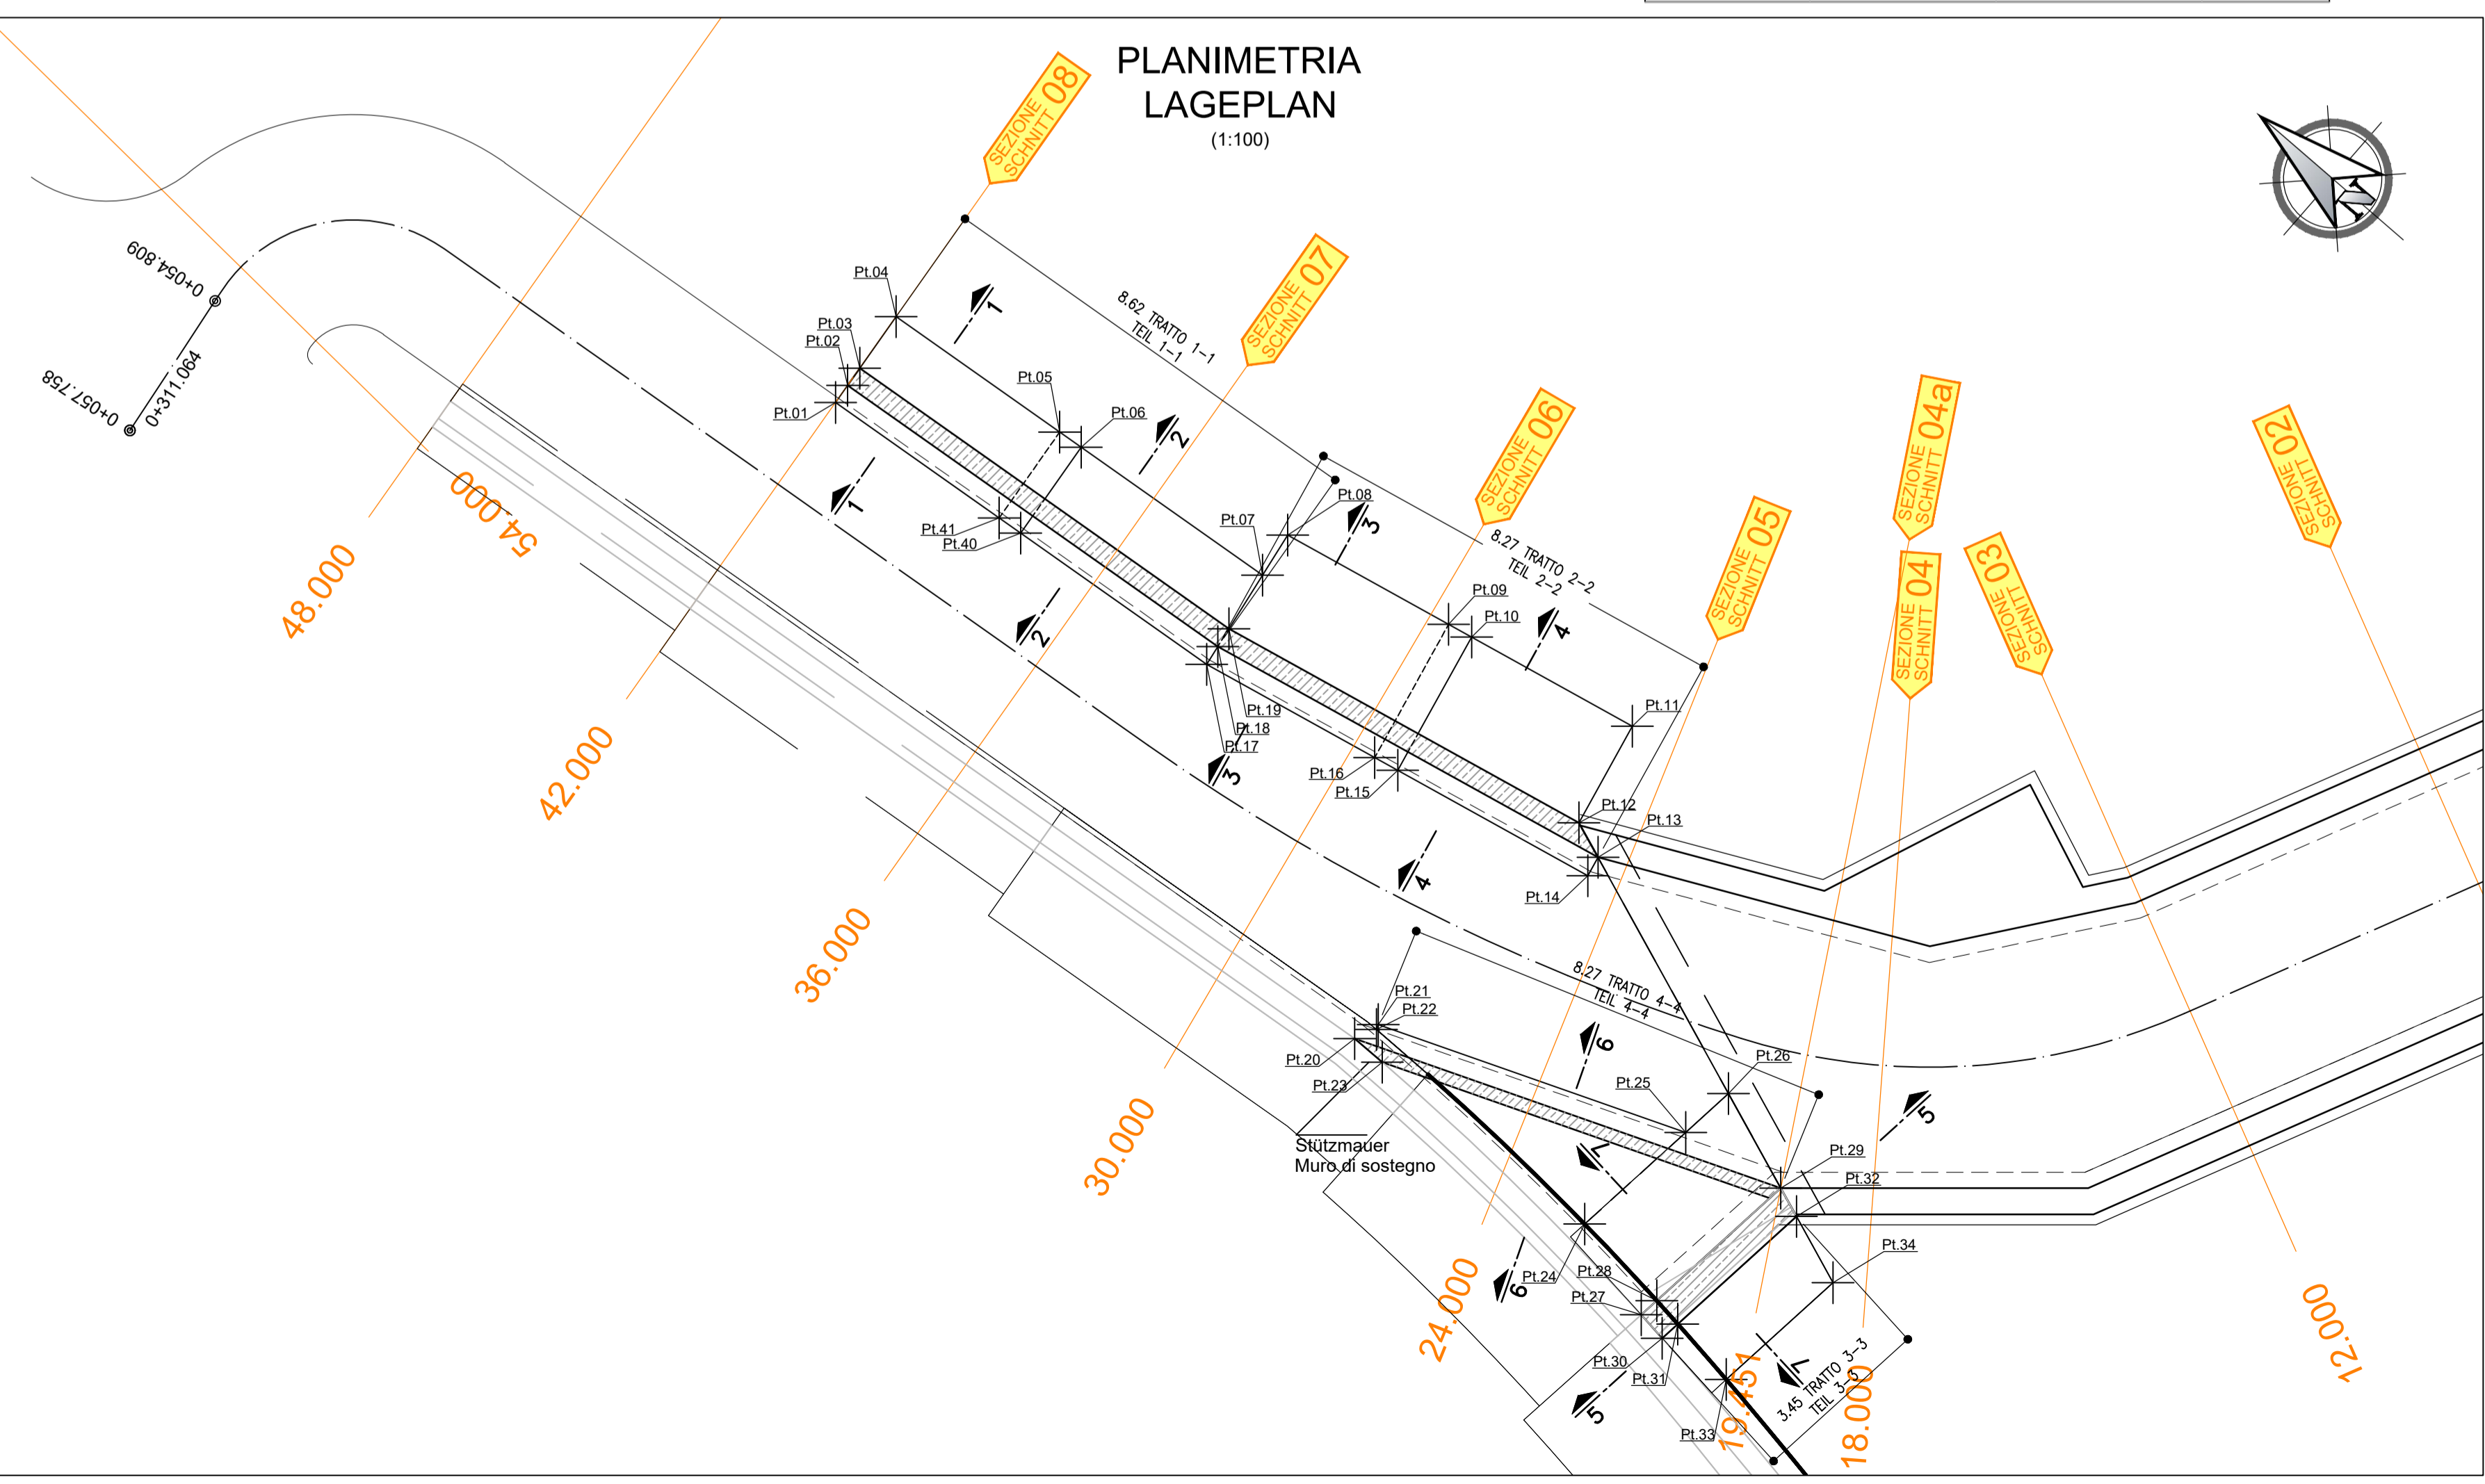 PLANIMETRIA
LAGEPLAN
(1:100)
SEZIONE
SCHNITT 08
SEZIONE
SCHNITT 07
SEZIONE
SCHNITT 06
SEZIONE
SCHNITT 05
SEZIONE
SCHNITT 04a
SEZIONE
SCHNITT 04
SEZIONE
SCHNITT 03
SEZIONE
SCHNITT 02
N
0+054.809
0+057.758
0+311.064
Pt.04
Pt.03
Pt.02
Pt.01
1
8.62 TRATTO 1-1
TEIL 1-1
Pt.05
Pt.06
2
1
Pt.41
Pt.40
Pt.07
Pt.08
3
8.27 TRATTO 2-2
TEIL 2-2
Pt.09
Pt.10
4
2
Pt.11
Pt.19
Pt.18
Pt.17
3
Pt.16
Pt.15
Pt.12
Pt.13
Pt.14
4
54.000
48.000
42.000
36.000
30.000
24.000
19.451
18.000
12.000
8.27 TRATTO 4-4
TEIL 4-4
Pt.21
Pt.22
Pt.20
Pt.23
6
Pt.25
Pt.26
5
Stützmauer
Muro di sostegno
7
Pt.29
Pt.32
Pt.34
Pt.24
Pt.28
Pt.27
6
Pt.30
Pt.31
5
7
3.45 TRATTO 3-3
TEIL 3-3
Pt.33